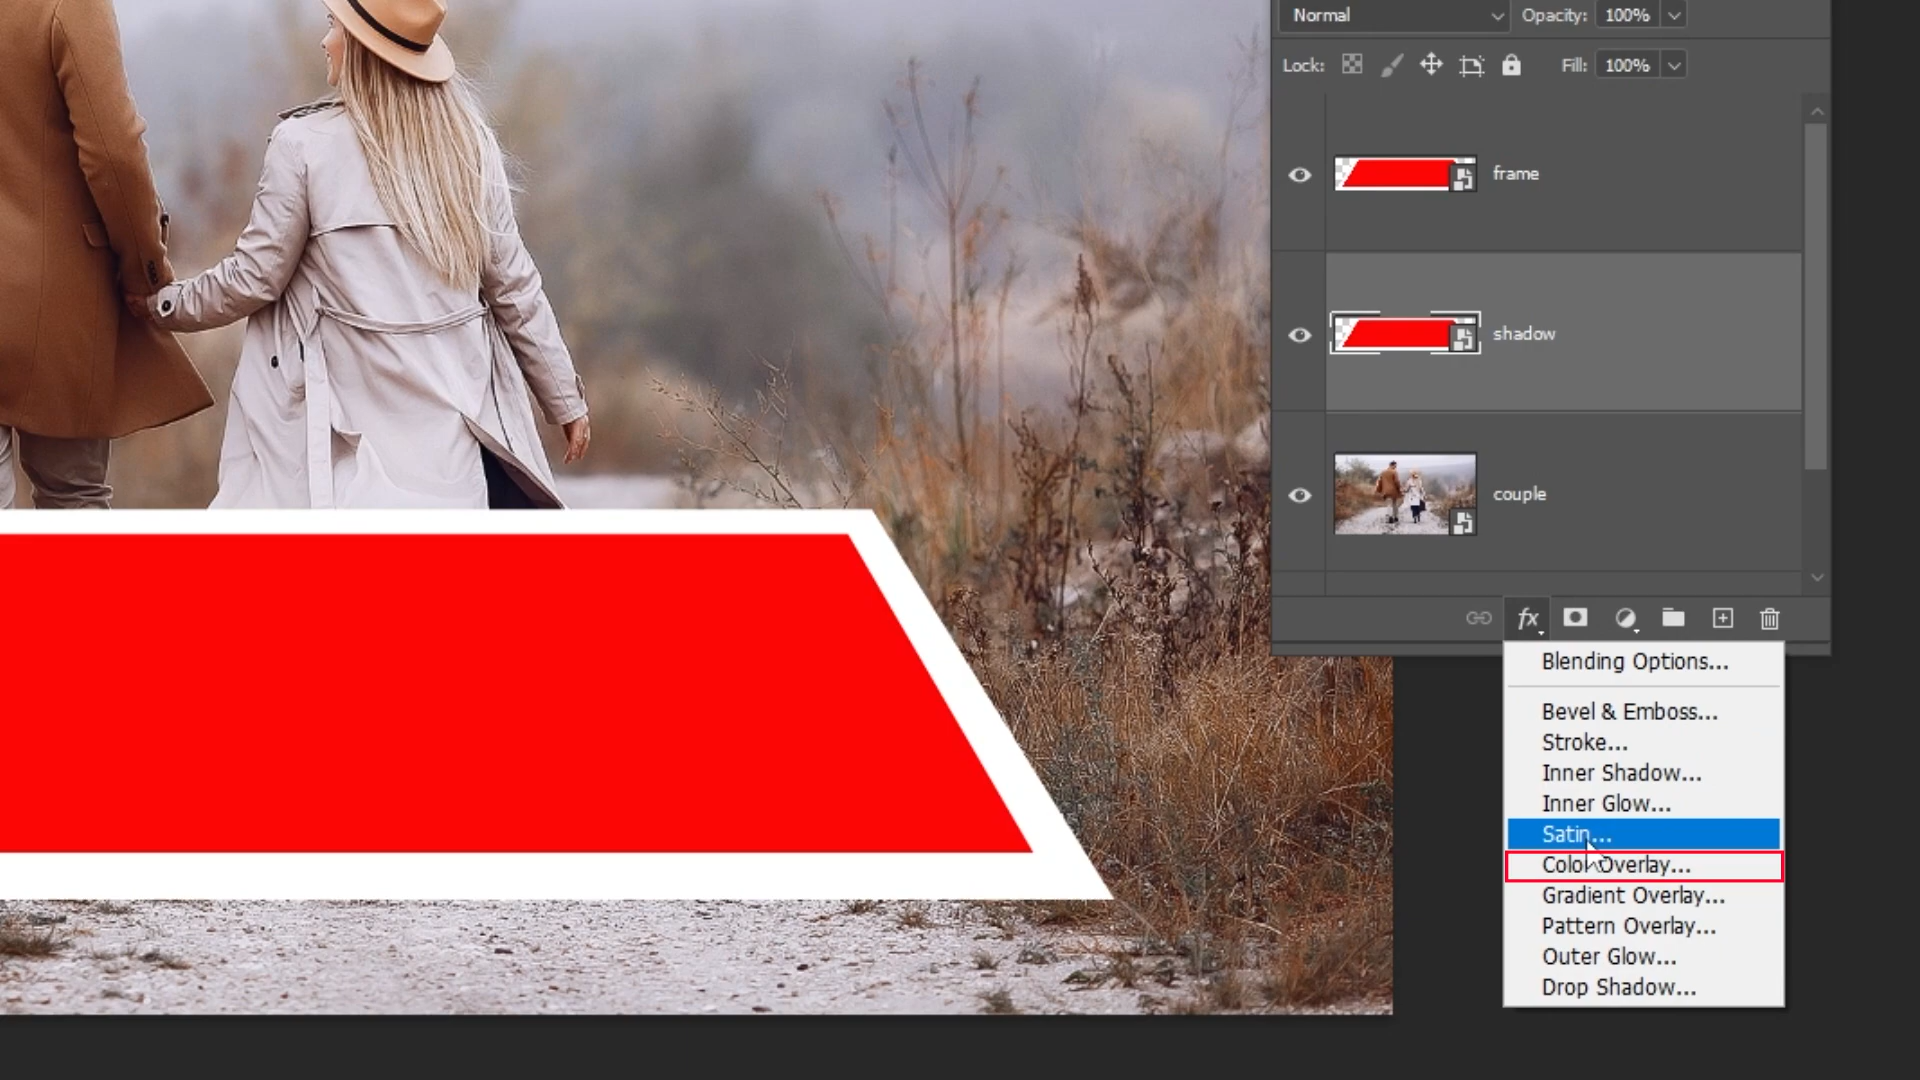 Normal Opacity: 100%
Lock: Fill: 100%
frame
shadow
couple
fx
Blending Options...
Bevel & Emboss...
Stroke...
Inner Shadow...
Inner Glow...
Satin...
Color Overlay...
Gradient Overlay...
Pattern Overlay...
Outer Glow...
Drop Shadow...